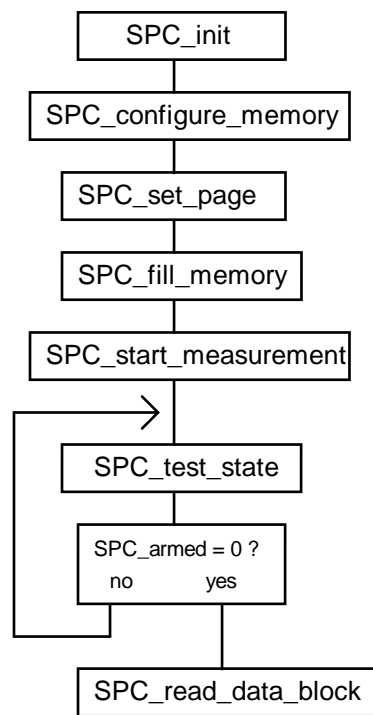 SPC_init
SPC_configure_memory
SPC_set_page
SPC_fill_memory
SPC_start_measurement
SPC_test_state
SPC_armed = 0 ?
no yes
SPC_read_data_block